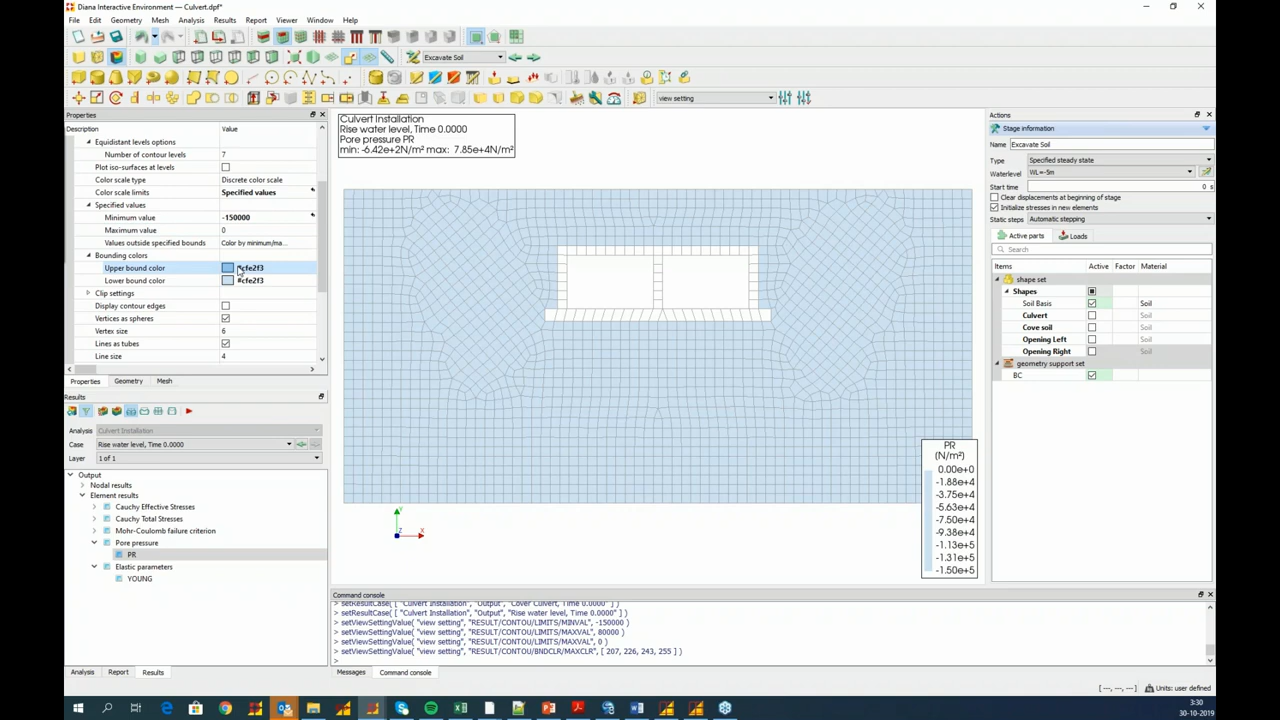 Diana Interactive Environment — Culvert.dpf*
File Edit Geometry Mesh Analysis Results Report Viewer Window Help
Excavate Soil
view setting
Properties
Description Value
Equidistant levels options
Number of contour levels 7
Plot iso-surfaces at levels
Color scale type Discrete color scale
Color scale limits Specified values
Specified values
Minimum value -150000
Maximum value 0
Values outside specified bounds Color by minimum/ma...
Bounding colors
Upper bound color #cfe2f3
Lower bound color #cfe2f3
Clip settings
Display contour edges
Vertices as spheres
Vertex size 6
Lines as tubes
Line size 4
Properties Geometry Mesh
Results
Analysis Culvert Installation
Case Rise water level, Time 0.0000
Layer 1 of 1
Output
Nodal results
Element results
Cauchy Effective Stresses
Cauchy Total Stresses
Mohr-Coulomb failure criterion
Pore pressure
PR
Elastic parameters
YOUNG
Analysis Report Results
Culvert Installation
Rise water level, Time 0.0000
Pore pressure PR
min: -6.42e+2N/m² max: 7.85e+4N/m²
PR
(N/m²)
0.00e+0
-1.88e+4
-3.75e+4
-5.63e+4
-7.50e+4
-9.38e+4
-1.13e+5
-1.31e+5
-1.50e+5
Y
Z
X
Command console
> setResultCase( [ "Culvert Installation", "Output", "Cover Culvert, Time 0.0000" ] )
> setResultCase( [ "Culvert Installation", "Output", "Rise water level, Time 0.0000" ] )
> setViewSettingValue( "view setting", "RESULT/CONTOU/LIMITS/MINVAL", -150000 )
> setViewSettingValue( "view setting", "RESULT/CONTOU/LIMITS/MAXVAL", 80000 )
> setViewSettingValue( "view setting", "RESULT/CONTOU/LIMITS/MAXVAL", 0 )
> setViewSettingValue( "view setting", "RESULT/CONTOU/BNDCLR/MAXCLR", [ 207, 226, 243, 255 ] )
>
Messages Command console
Actions
Stage information
Name Excavate Soil
Type Specified steady state
Waterlevel WL=-5m
Start time 0 s
Clear displacements at beginning of stage
Initialize stresses in new elements
Static steps Automatic stepping
Active parts Loads
Search
Items Active Factor Material
shape set
Shapes
Soil Basis Soil
Culvert Soil
Cove soil Soil
Opening Left Soil
Opening Right Soil
geometry support set
BC
[ ---, ---, --- ] Units: user defined
3:30
30-10-2019